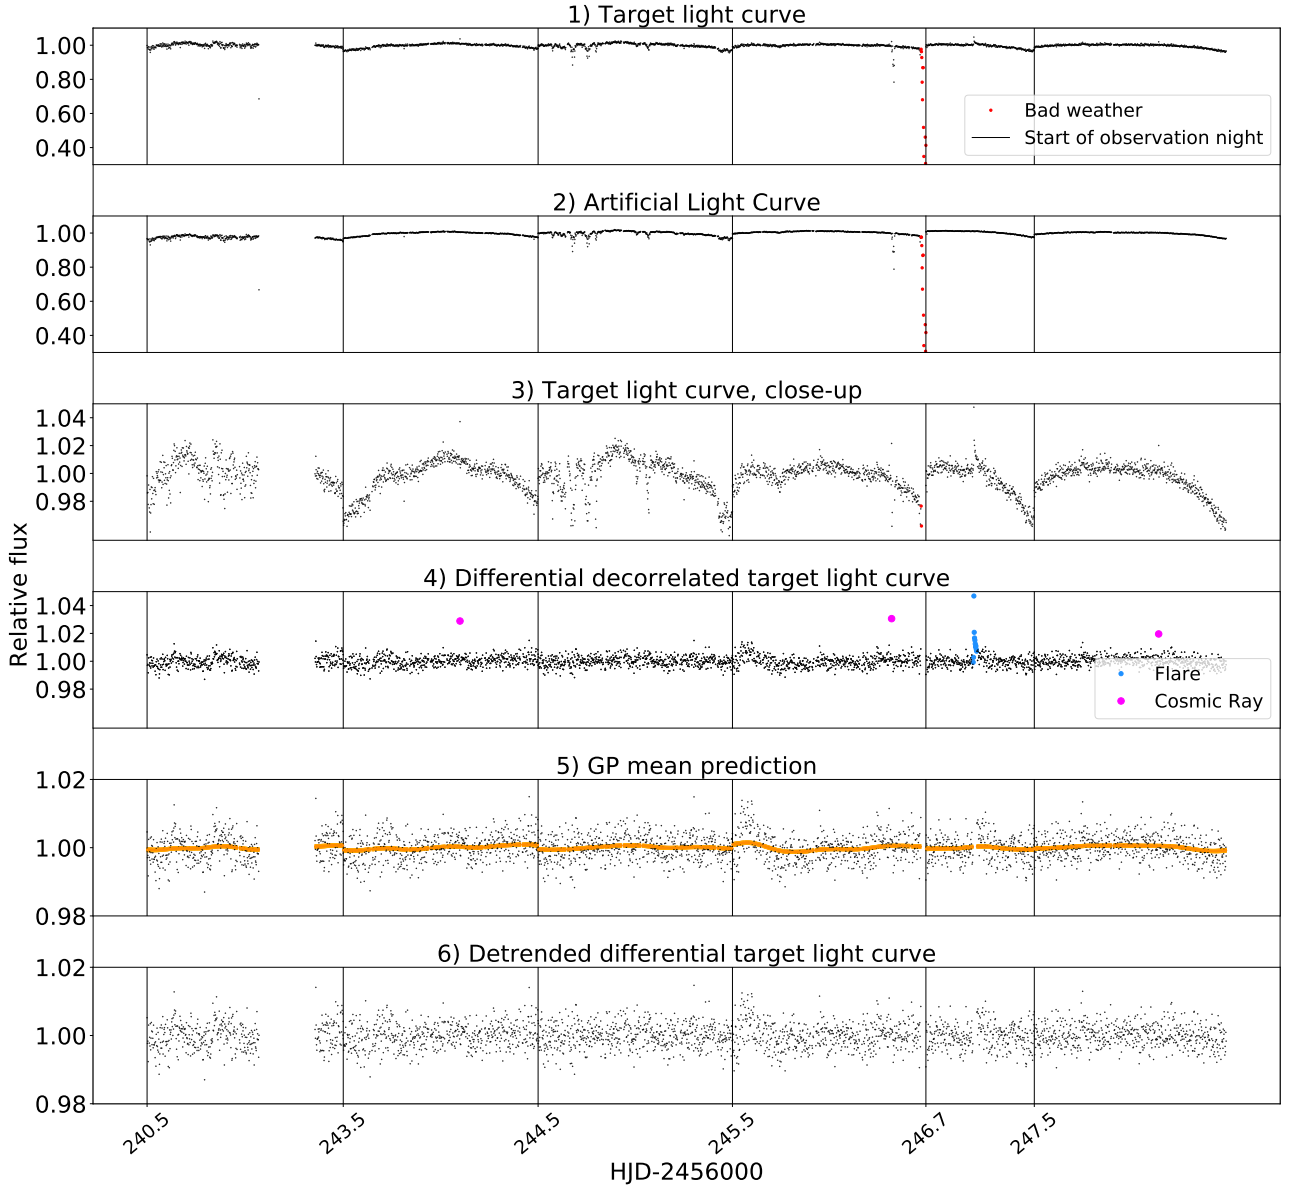 1) Target light curve
1.00
0.80
0.60
0.40
Bad weather
Start of observation night
2) Artificial Light Curve
1.00
0.80
0.60
0.40
3) Target light curve, close-up
1.04
1.02
1.00
0.98
Relative flux
4) Differential decorrelated target light curve
1.04
1.02
1.00
0.98
Flare
Cosmic Ray
5) GP mean prediction
1.02
1.00
0.98
6) Detrended differential target light curve
1.02
1.00
0.98
240.5
243.5
244.5
245.5
246.7
247.5
HJD-2456000